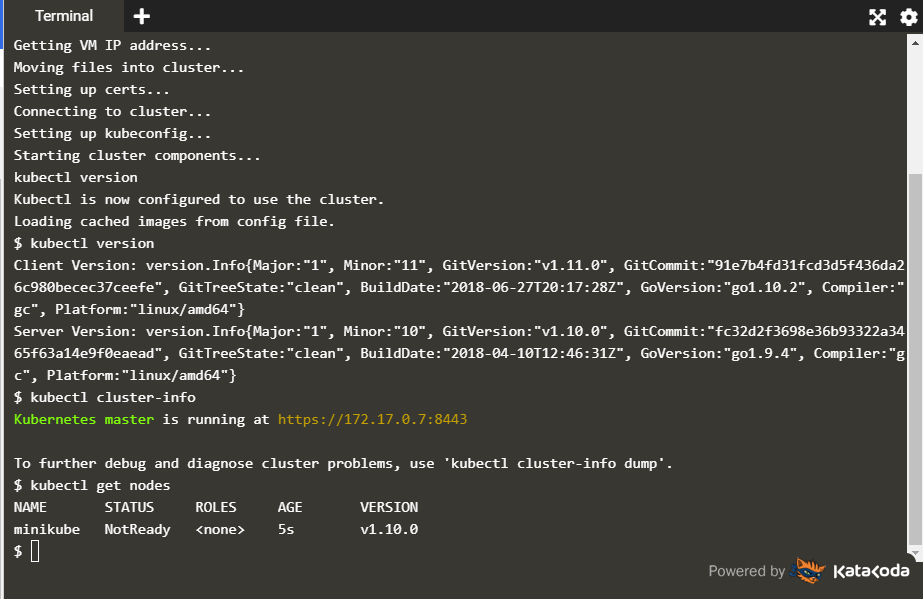 Terminal
Getting VM IP address...
Moving files into cluster...
Setting up certs...
Connecting to cluster...
Setting up kubeconfig...
Starting cluster components...
kubectl version
Kubectl is now configured to use the cluster.
Loading cached images from config file.
$ kubectl version
Client Version: version.Info{Major:"1", Minor:"11", GitVersion:"v1.11.0", GitCommit:"91e7b4fd31fcd3d5f436da2
6c980becec37ceefe", GitTreeState:"clean", BuildDate:"2018-06-27T20:17:28Z", GoVersion:"go1.10.2", Compiler:"
gc", Platform:"linux/amd64"}
Server Version: version.Info{Major:"1", Minor:"10", GitVersion:"v1.10.0", GitCommit:"fc32d2f3698e36b93322a34
65f63a14e9f0eaead", GitTreeState:"clean", BuildDate:"2018-04-10T12:46:31Z", GoVersion:"go1.9.4", Compiler:"g
c", Platform:"linux/amd64"}
$ kubectl cluster-info
Kubernetes master is running at https://172.17.0.7:8443
To further debug and diagnose cluster problems, use 'kubectl cluster-info dump'.
$ kubectl get nodes
NAME STATUS ROLES AGE VERSION
minikube NotReady <none> 5s v1.10.0
$
Powered by KataKoda